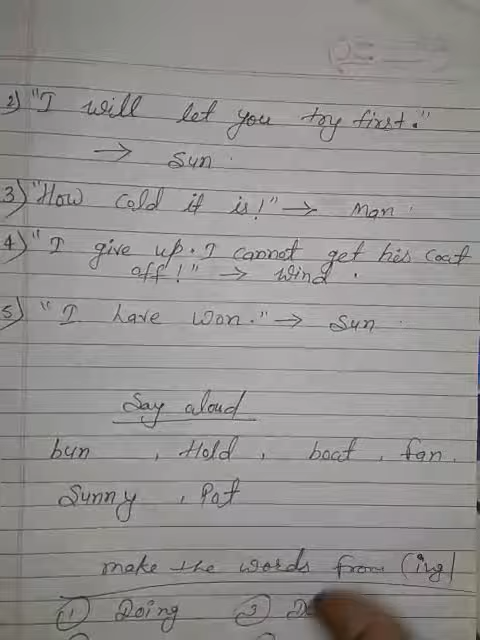 2) "I will let you try first."
→ Sun.
3) "How cold it is!" → Man.
4) "I give up. I cannot get his coat
off!" → Wind.
5) "I have won." → Sun.
Say aloud
bun, Hold, boat, fan.
Sunny, Pot
make the words from (ing)
(1) Doing (2)